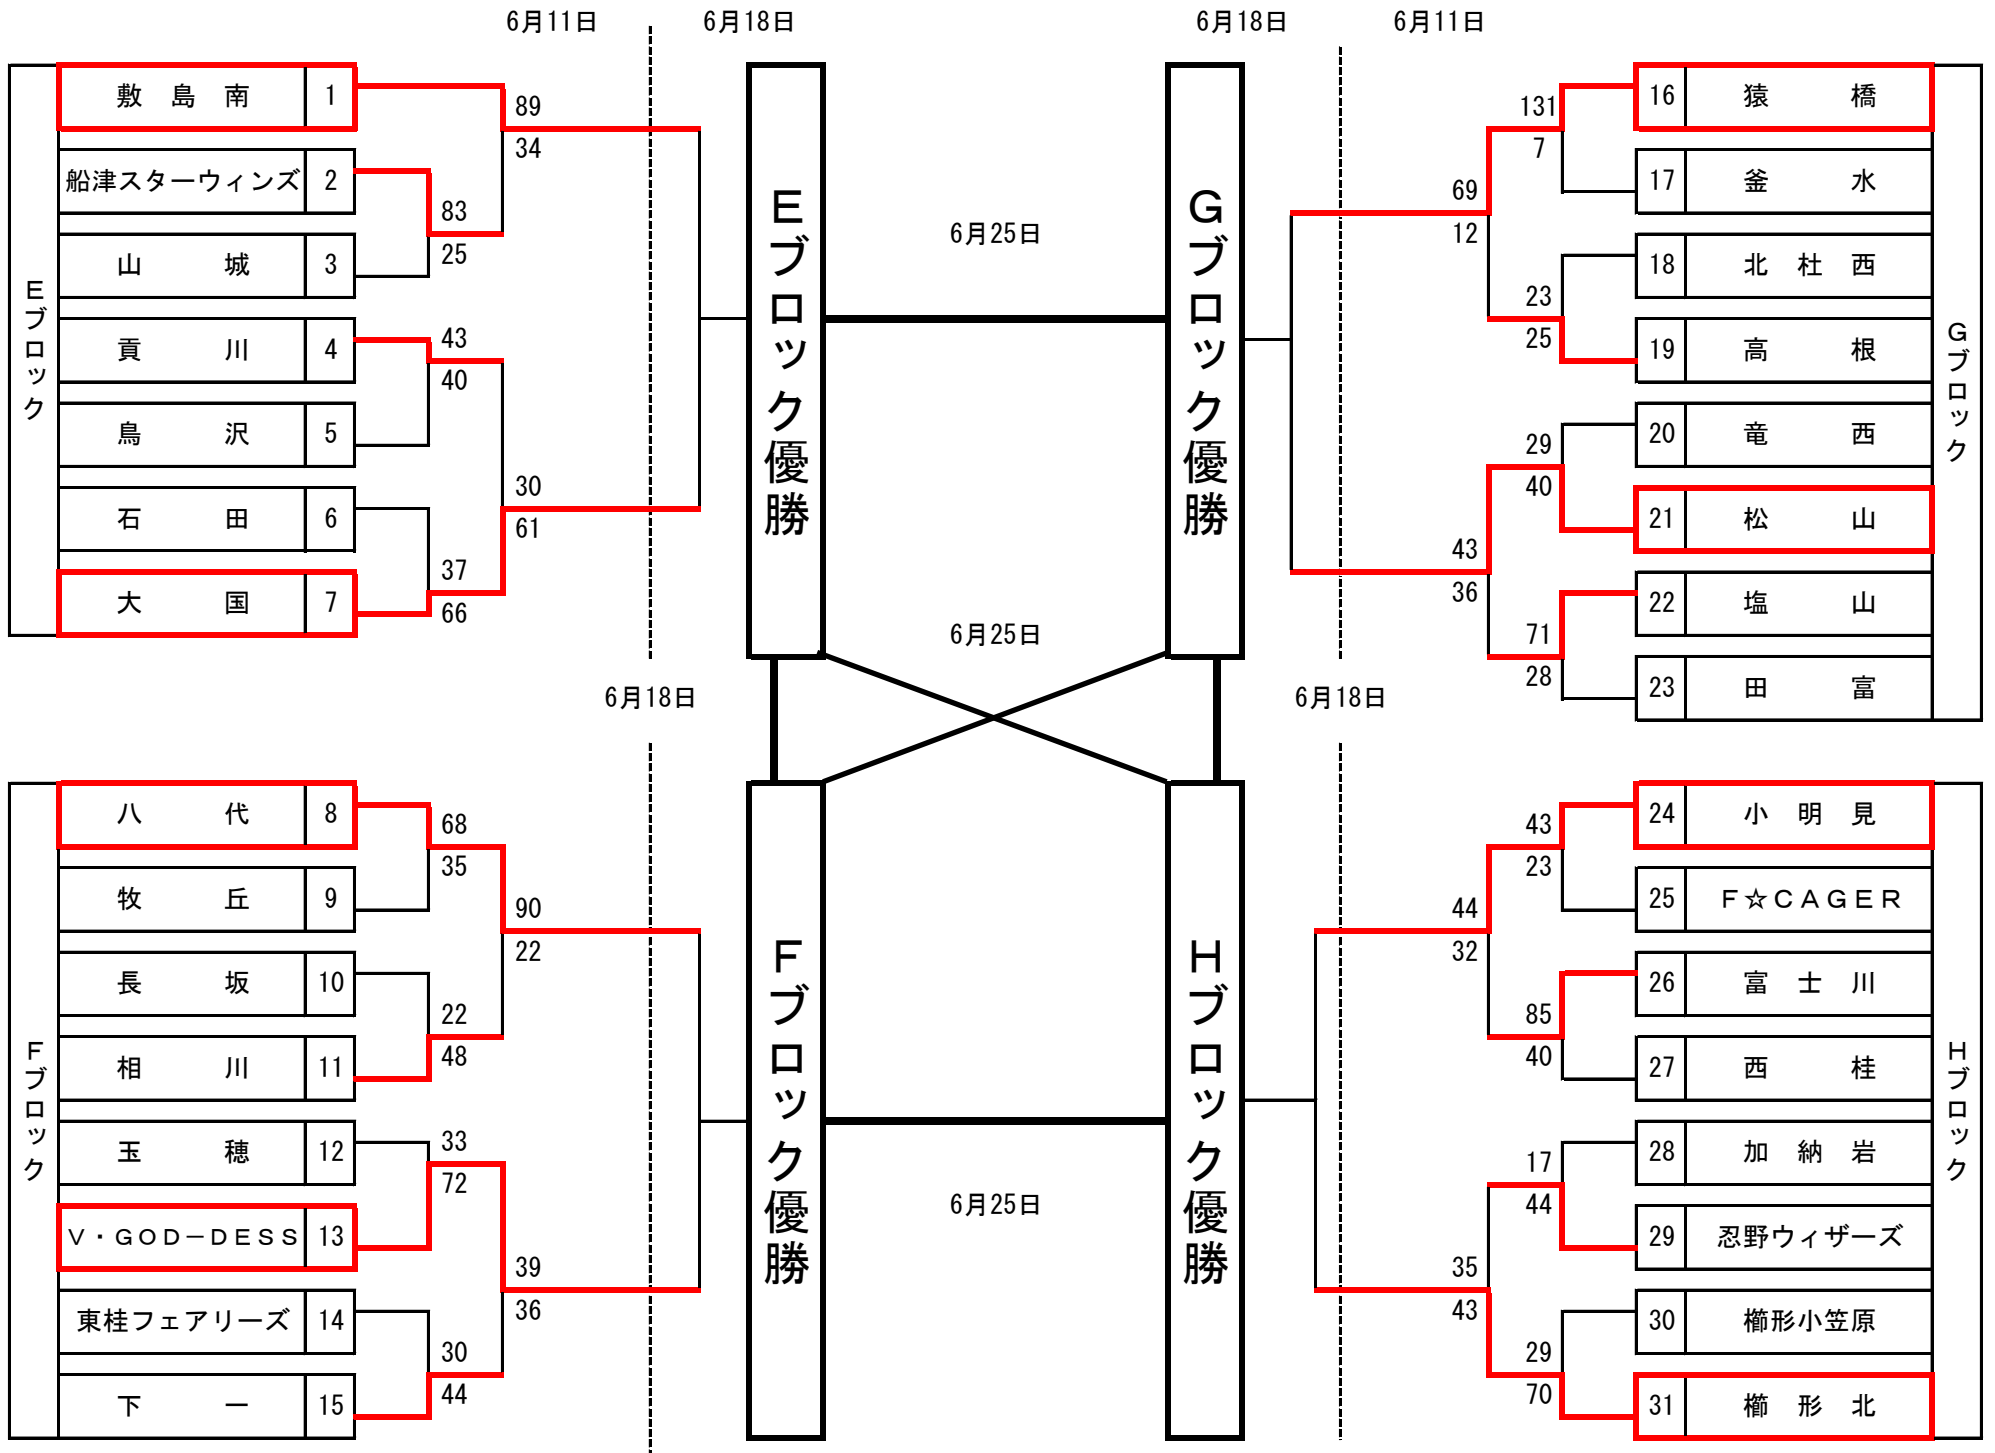 6月11日
6月18日
6月18日
6月11日
Eブロック
敷島南 1
89
34
船津スターウィンズ 2
83
25
山城 3
貢川 4
43
40
鳥沢 5
30
61
石田 6
37
66
大国 7
Eブロック優勝
6月25日
Gブロック優勝
16 猿橋
131
7
17 釜水
69
12
18 北杜西
23
25
19 高根
20 竜西
29
40
21 松山
43
36
22 塩山
71
28
23 田富
Gブロック
6月25日
6月18日
6月18日
Fブロック
八代 8
68
35
牧丘 9
90
22
長坂 10
22
48
相川 11
玉穂 12
33
72
V・GOD-DESS 13
39
36
東桂フェアリーズ 14
30
44
下一 15
Fブロック優勝
6月25日
Hブロック優勝
24 小明見
43
23
25 F☆CAGER
44
32
26 富士川
85
40
27 西桂
28 加納岩
17
44
29 忍野ウィザーズ
35
43
30 櫛形小笠原
29
70
31 櫛形北
Hブロック